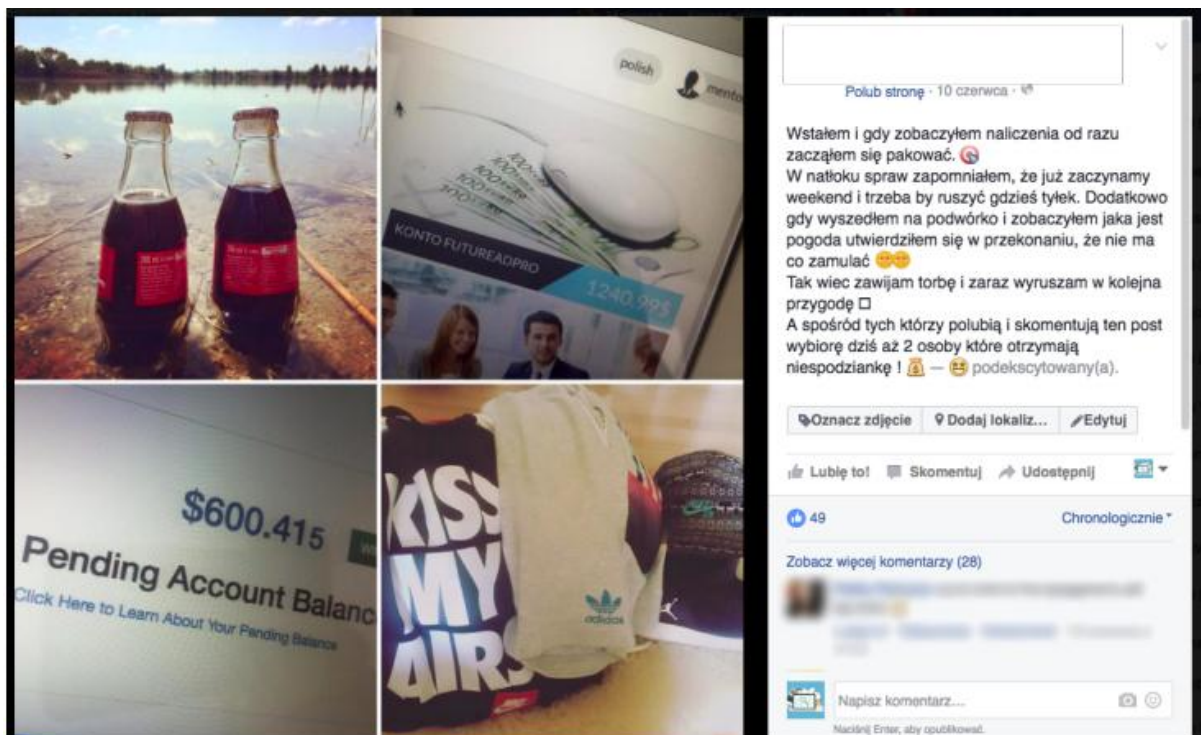 polish
mento
100
100
100
100
KONTO FUTUREADPRO
1240.99$
$600.415
Pending Account Balanc
Click Here to Learn About Your Pending Balance
KISS
MY
AIRS
adidas
Polub stronę · 10 czerwca ·
Wstałem i gdy zobaczyłem naliczenia od razu
zacząłem się pakować.
W natłoku spraw zapomniałem, że już zaczynamy
weekend i trzeba by ruszyć gdzieś tyłek. Dodatkowo
gdy wyszedłem na podwórko i zobaczyłem jaka jest
pogoda utwierdziłem się w przekonaniu, że nie ma
co zamulać
Tak wiec zawijam torbę i zaraz wyruszam w kolejna
przygodę
A spośród tych którzy polubią i skomentują ten post
wybiorę dziś aż 2 osoby które otrzymają
niespodziankę ! — podekscytowany(a).
Oznacz zdjęcie Dodaj lokaliz... Edytuj
Lubię to! Skomentuj Udostępnij
49 Chronologicznie
Zobacz więcej komentarzy (28)
Napisz komentarz...
Naciśnij Enter, aby opublikować.